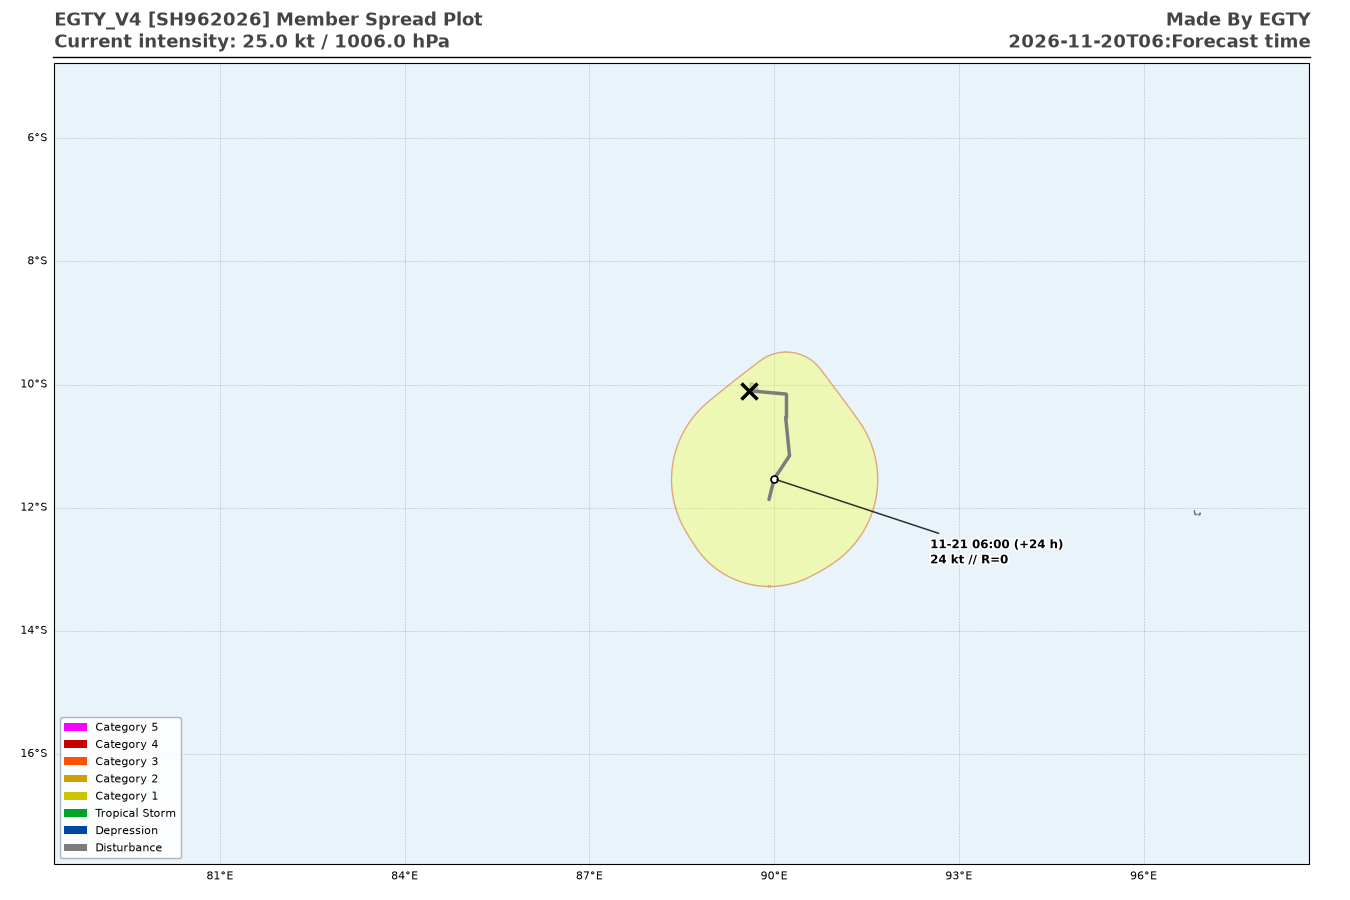 EGTY_V4 [SH962026] Member Spread Plot
Current intensity: 25.0 kt / 1006.0 hPa
Made By EGTY
2026-11-20T06:Forecast time
6°S
8°S
10°S
12°S
14°S
16°S
11-21 06:00 (+24 h)
24 kt // R=0
Category 5
Category 4
Category 3
Category 2
Category 1
Tropical Storm
Depression
Disturbance
81°E
84°E
87°E
90°E
93°E
96°E